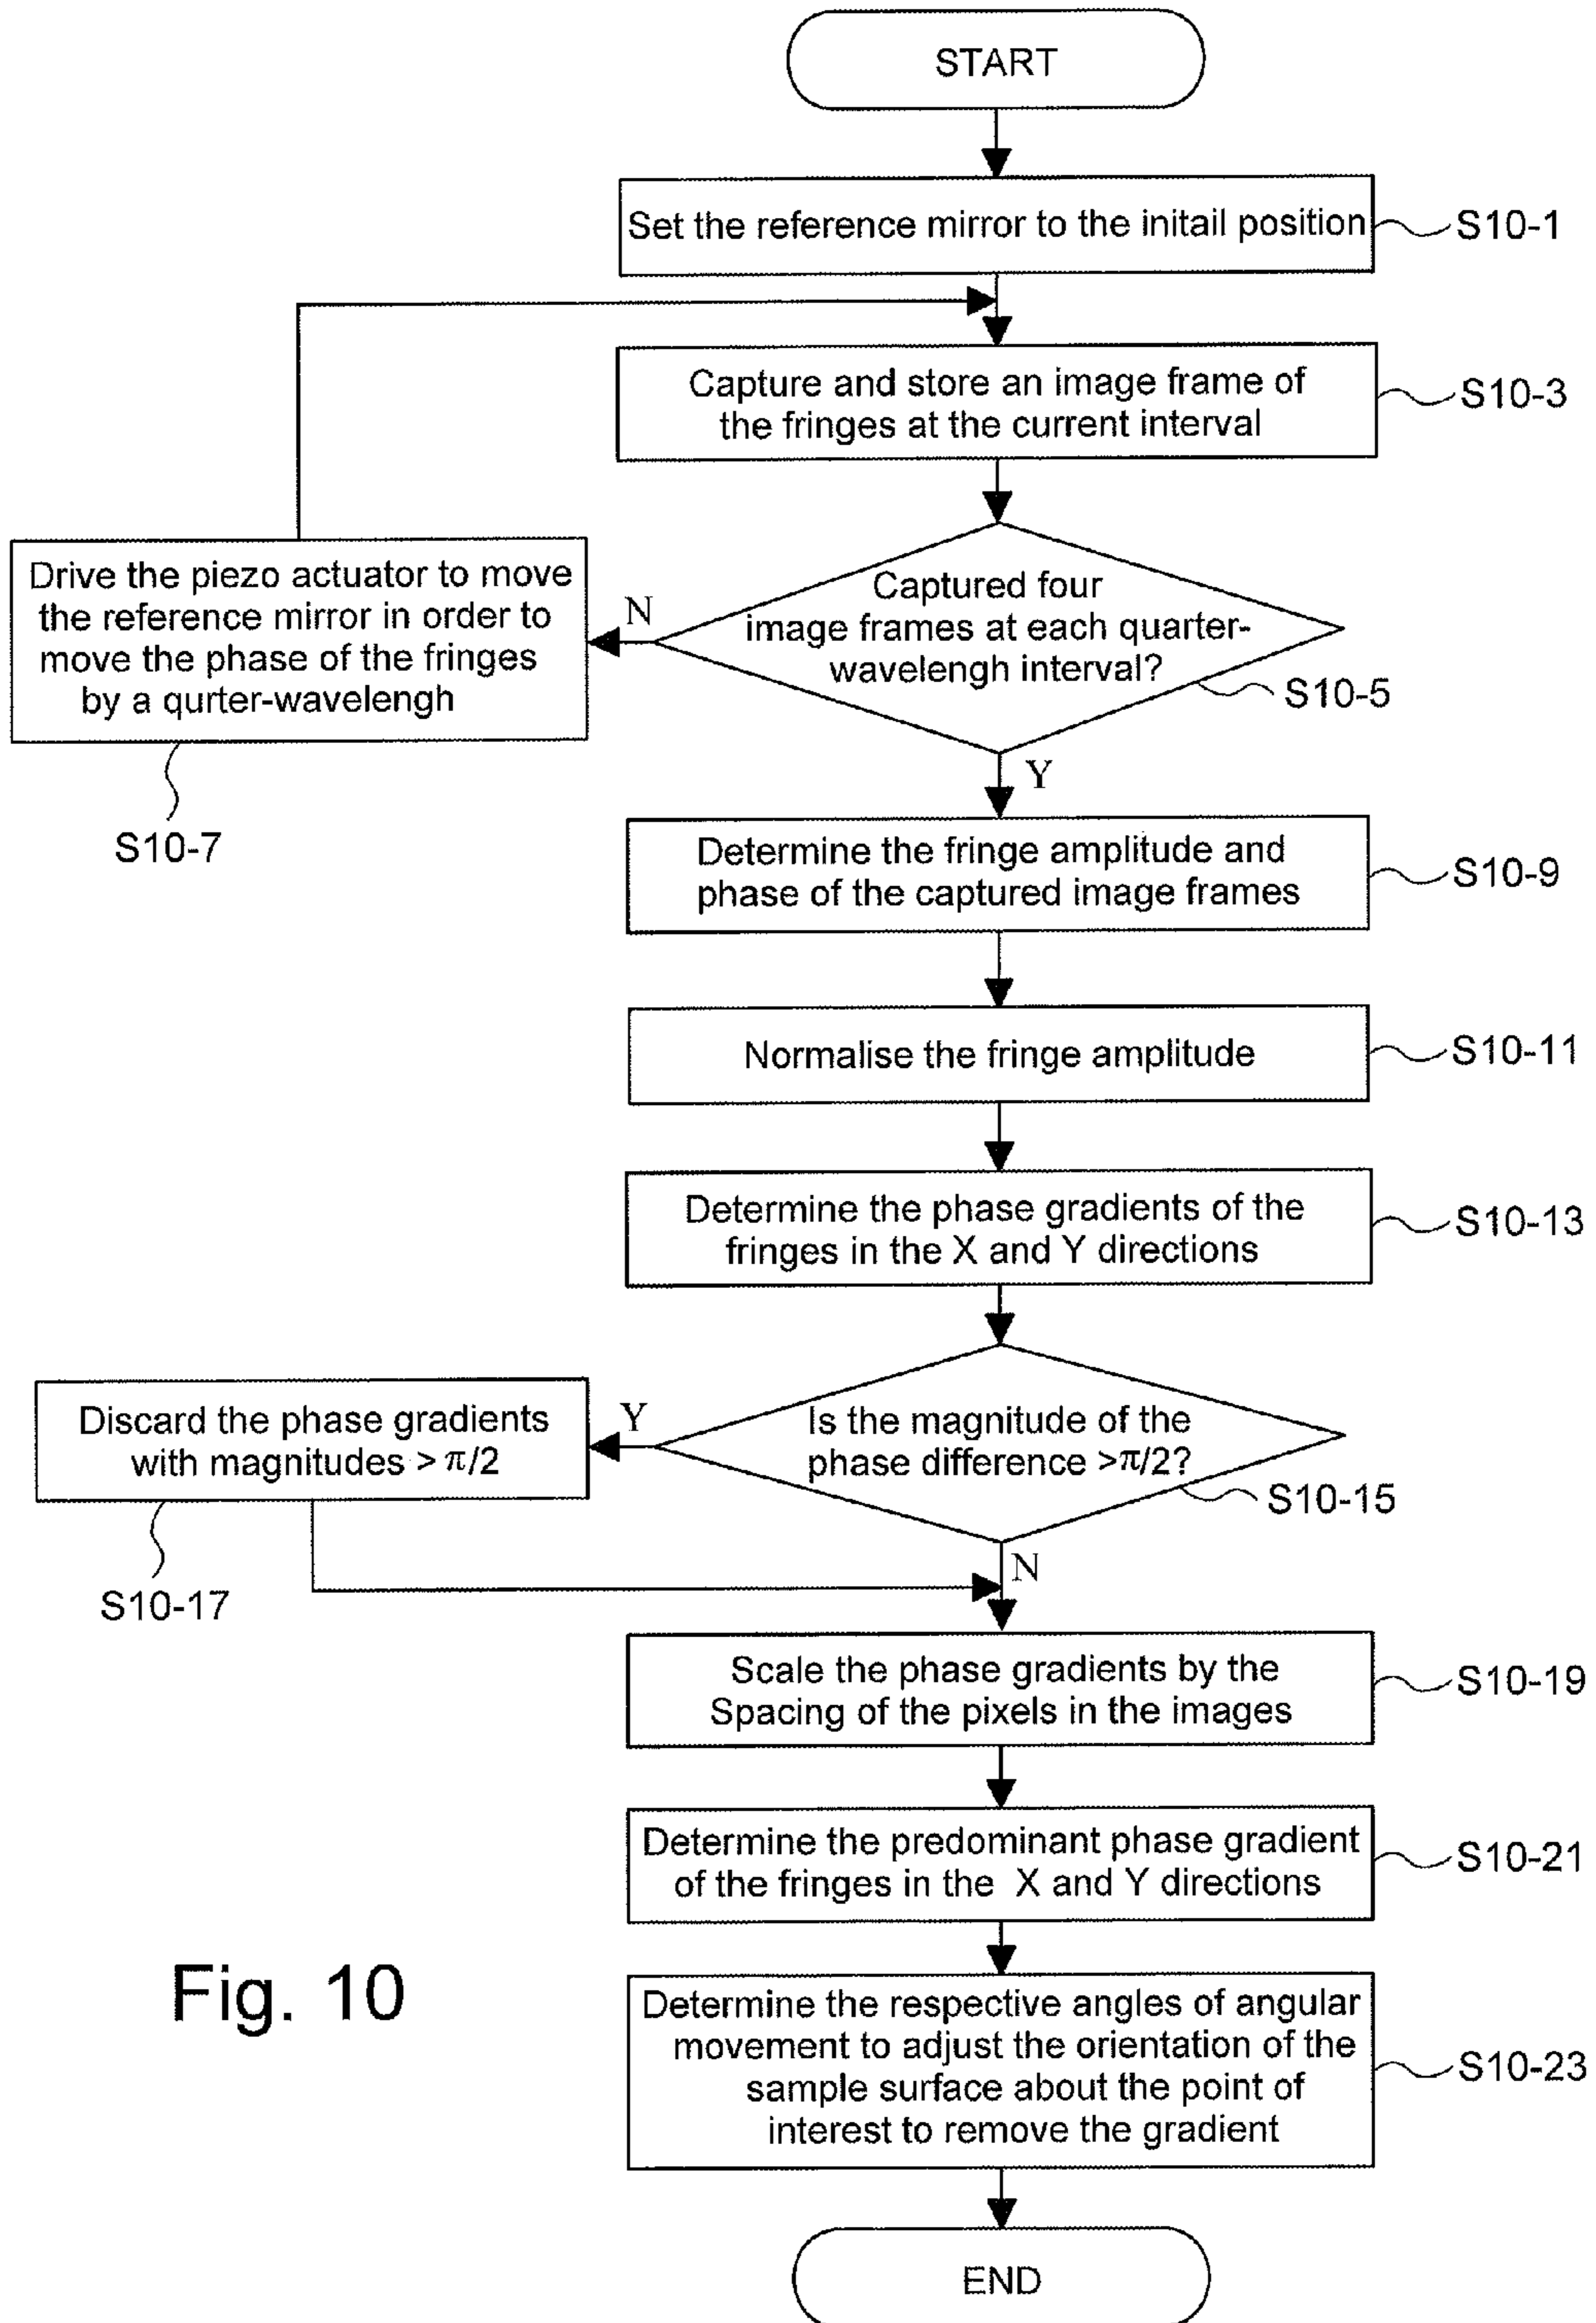 START
Set the reference mirror to the initail position
S10-1
Capture and store an image frame of
the fringes at the current interval
S10-3
Captured four
image frames at each quarter-
wavelengh interval?
S10-5
N
Drive the piezo actuator to move
the reference mirror in order to
move the phase of the fringes
by a qurter-wavelengh
S10-7
Y
Determine the fringe amplitude and
phase of the captured image frames
S10-9
Normalise the fringe amplitude
S10-11
Determine the phase gradients of the
fringes in the X and Y directions
S10-13
Is the magnitude of the
phase difference >π/2?
S10-15
Y
Discard the phase gradients
with magnitudes > π/2
S10-17
N
Scale the phase gradients by the
Spacing of the pixels in the images
S10-19
Determine the predominant phase gradient
of the fringes in the X and Y directions
S10-21
Determine the respective angles of angular
movement to adjust the orientation of the
sample surface about the point of
interest to remove the gradient
S10-23
END
Fig. 10